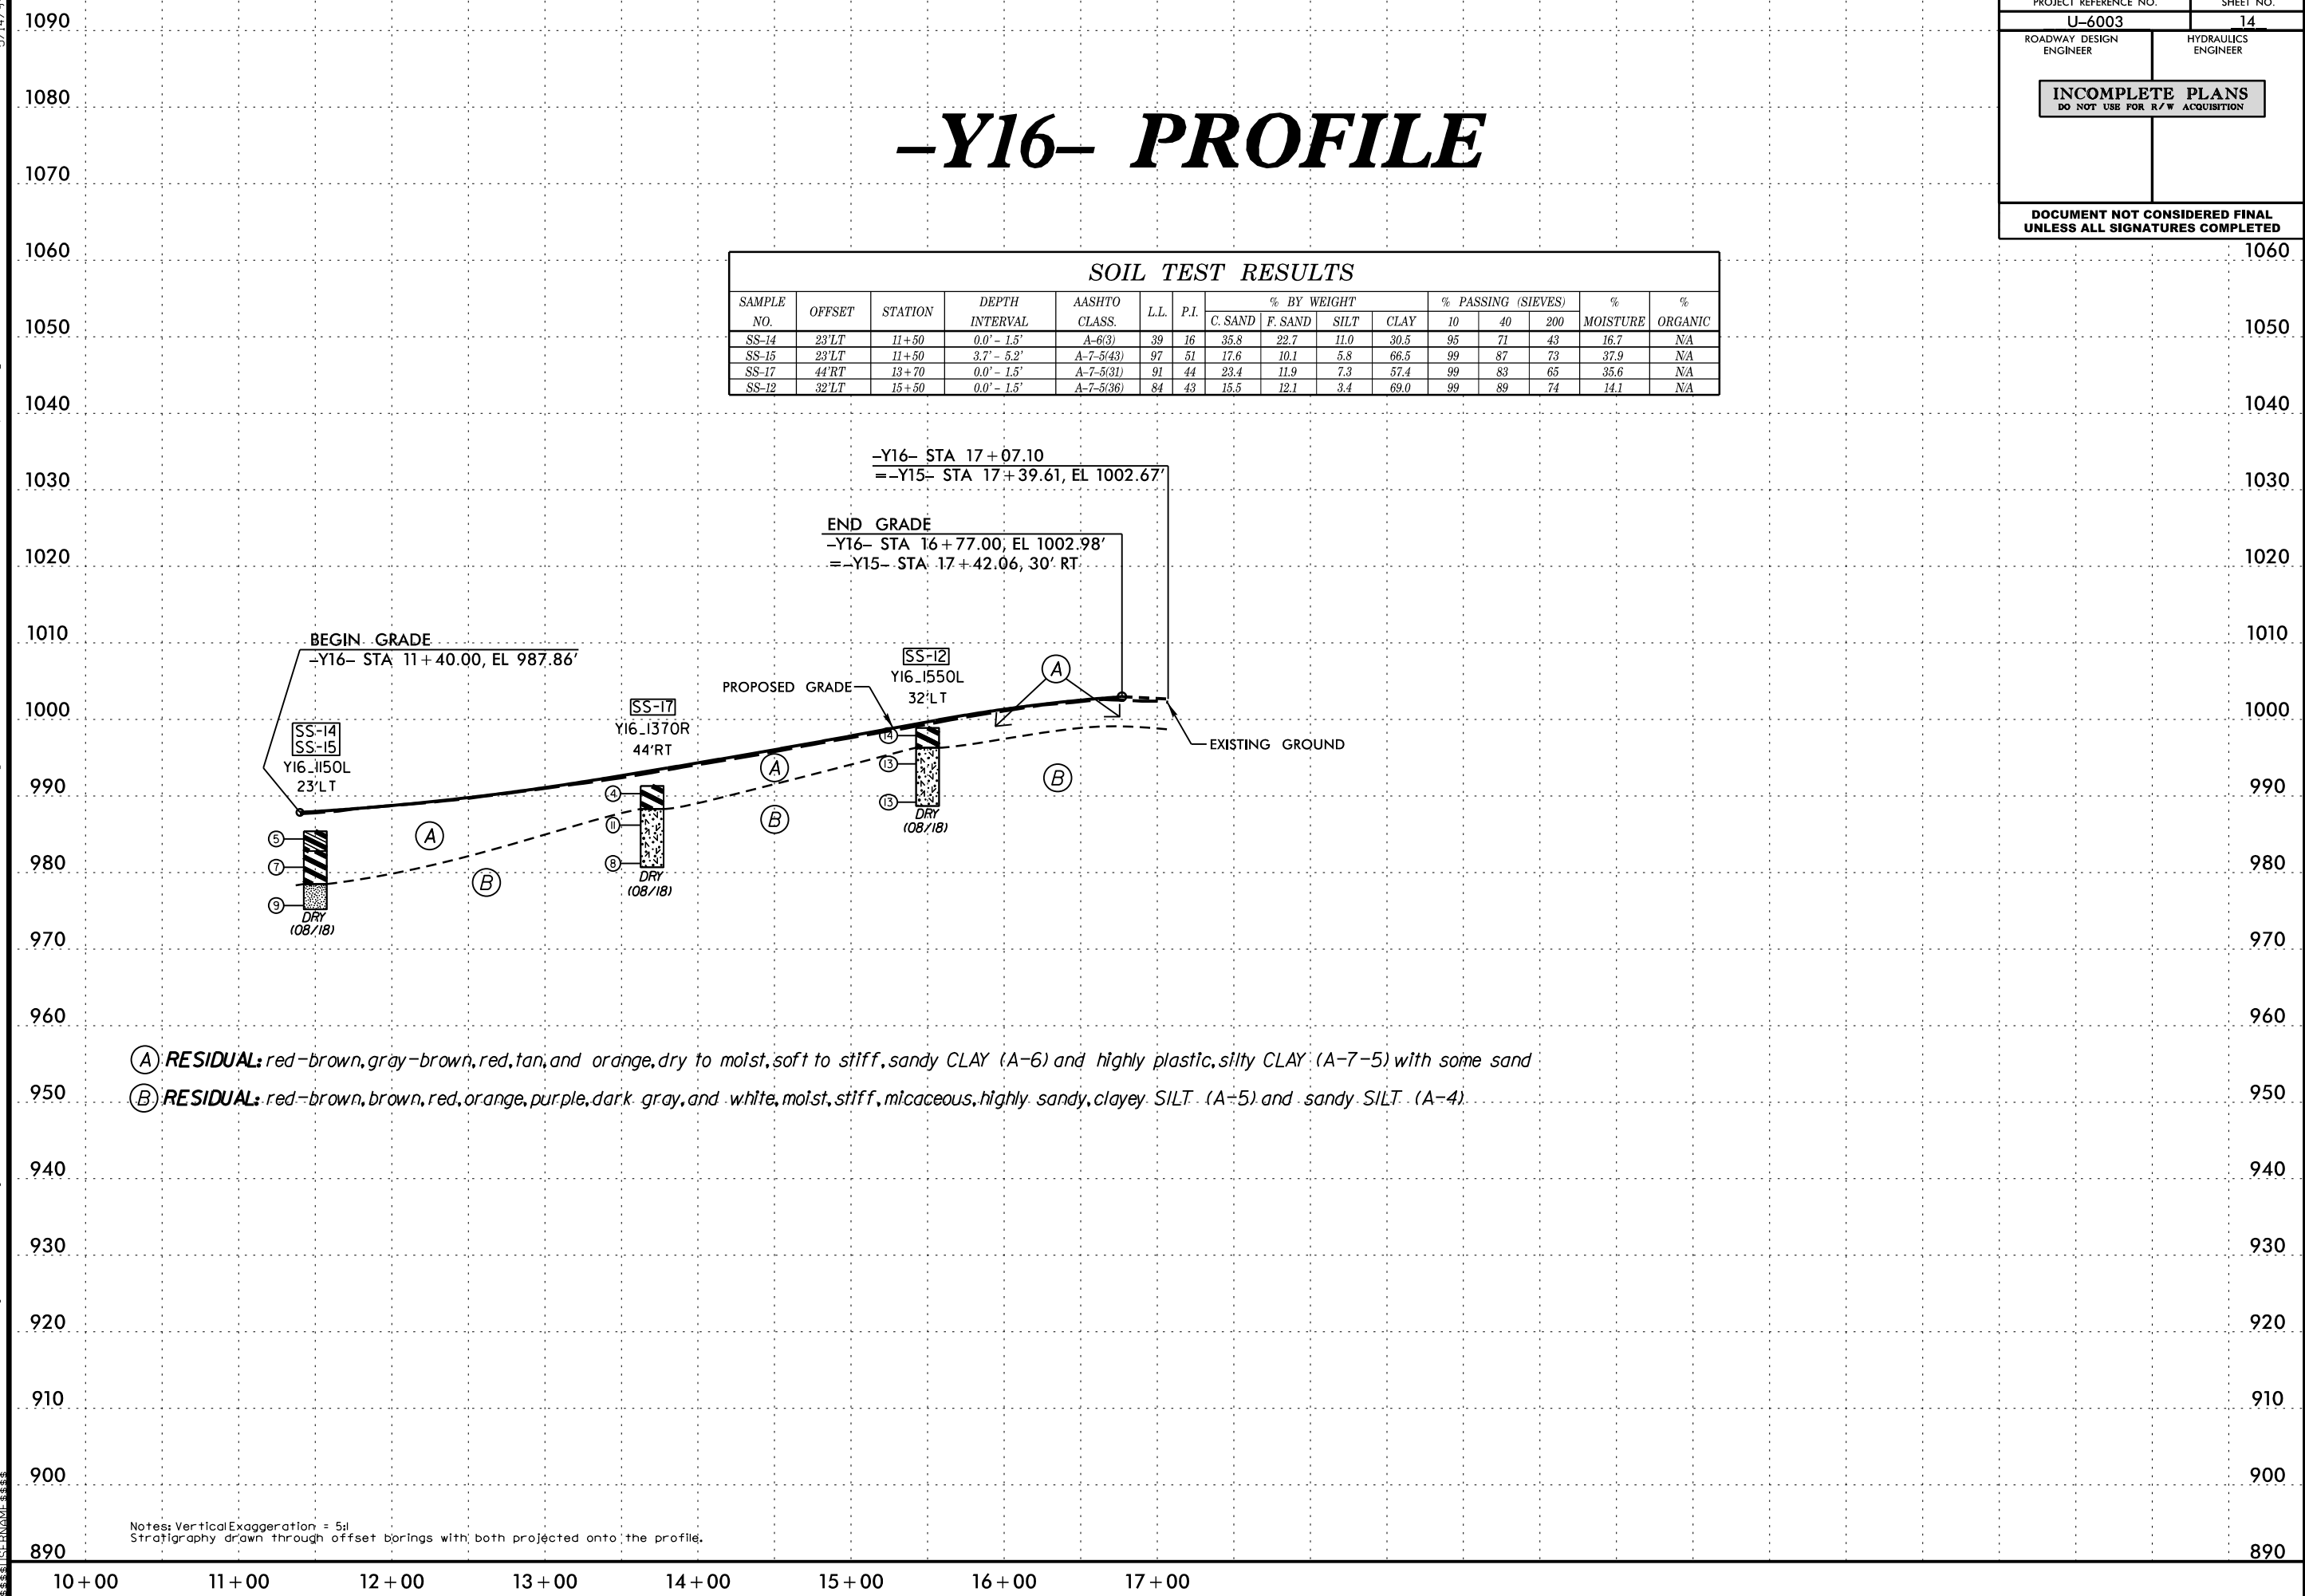 PROJECT REFERENCE NO. SHEET NO.
U-6003 14
ROADWAY DESIGN ENGINEER
HYDRAULICS ENGINEER
INCOMPLETE PLANS
DO NOT USE FOR R/W ACQUISITION
DOCUMENT NOT CONSIDERED FINAL
UNLESS ALL SIGNATURES COMPLETED
-Y16- PROFILE
SOIL TEST RESULTS
SAMPLE NO. OFFSET STATION DEPTH INTERVAL AASHTO CLASS. L.L. P.I. % BY WEIGHT % PASSING (SIEVES) % MOISTURE % ORGANIC
C. SAND F. SAND SILT CLAY 10 40 200
SS-14 23'LT 11+50 0.0' - 1.5' A-6(3) 39 16 35.8 22.7 11.0 30.5 95 71 43 16.7 N/A
SS-15 23'LT 11+50 3.7' - 5.2' A-7-5(43) 97 51 17.6 10.1 5.8 66.5 99 87 73 37.9 N/A
SS-17 44'RT 13+70 0.0' - 1.5' A-7-5(31) 91 44 23.4 11.9 7.3 57.4 99 83 65 35.6 N/A
SS-12 32'LT 15+50 0.0' - 1.5' A-7-5(36) 84 43 15.5 12.1 3.4 69.0 99 89 74 14.1 N/A
-Y16- STA 17+07.10
=-Y15- STA 17+39.61, EL 1002.67'
END GRADE
-Y16- STA 16+77.00, EL 1002.98'
=-Y15- STA 17+42.06, 30' RT
BEGIN GRADE
-Y16- STA 11+40.00, EL 987.86'
SS-14
SS-15
Y16_1150L
23'LT
5
7
9
DRY
(08/18)
SS-17
Y16_1370R
44'RT
4
11
8
DRY
(08/18)
PROPOSED GRADE
SS-12
Y16_1550L
32'LT
14
13
13
DRY
(08/18)
A
A
A
B
B
B
EXISTING GROUND
A RESIDUAL: red-brown, gray-brown, red, tan, and orange, dry to moist, soft to stiff, sandy CLAY (A-6) and highly plastic, silty CLAY (A-7-5) with some sand
B RESIDUAL: red-brown, brown, red, orange, purple, dark gray, and white, moist, stiff, micaceous, highly sandy, clayey SILT (A-5) and sandy SILT (A-4)
Notes: Vertical Exaggeration = 5:1
Stratigraphy drawn through offset borings with both projected onto the profile.
1090
1080
1070
1060 1060
1050 1050
1040 1040
1030 1030
1020 1020
1010 1010
1000 1000
990 990
980 980
970 970
960 960
950 950
940 940
930 930
920 920
910 910
900 900
890 890
10+00 11+00 12+00 13+00 14+00 15+00 16+00 17+00